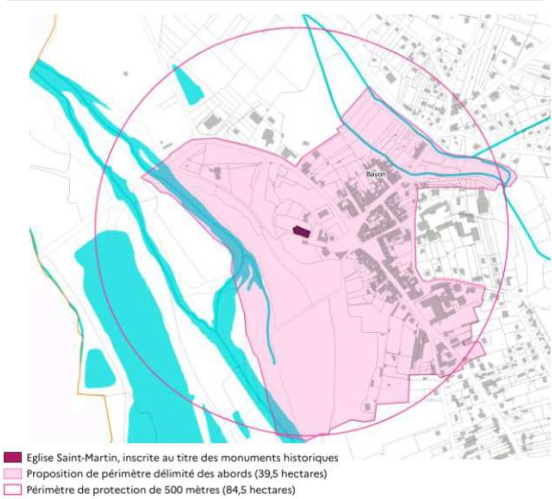 Bayon
Eglise Saint-Martin, inscrite au titre des monuments historiques
Proposition de périmètre délimité des abords (39,5 hectares)
Périmètre de protection de 500 mètres (84,5 hectares)